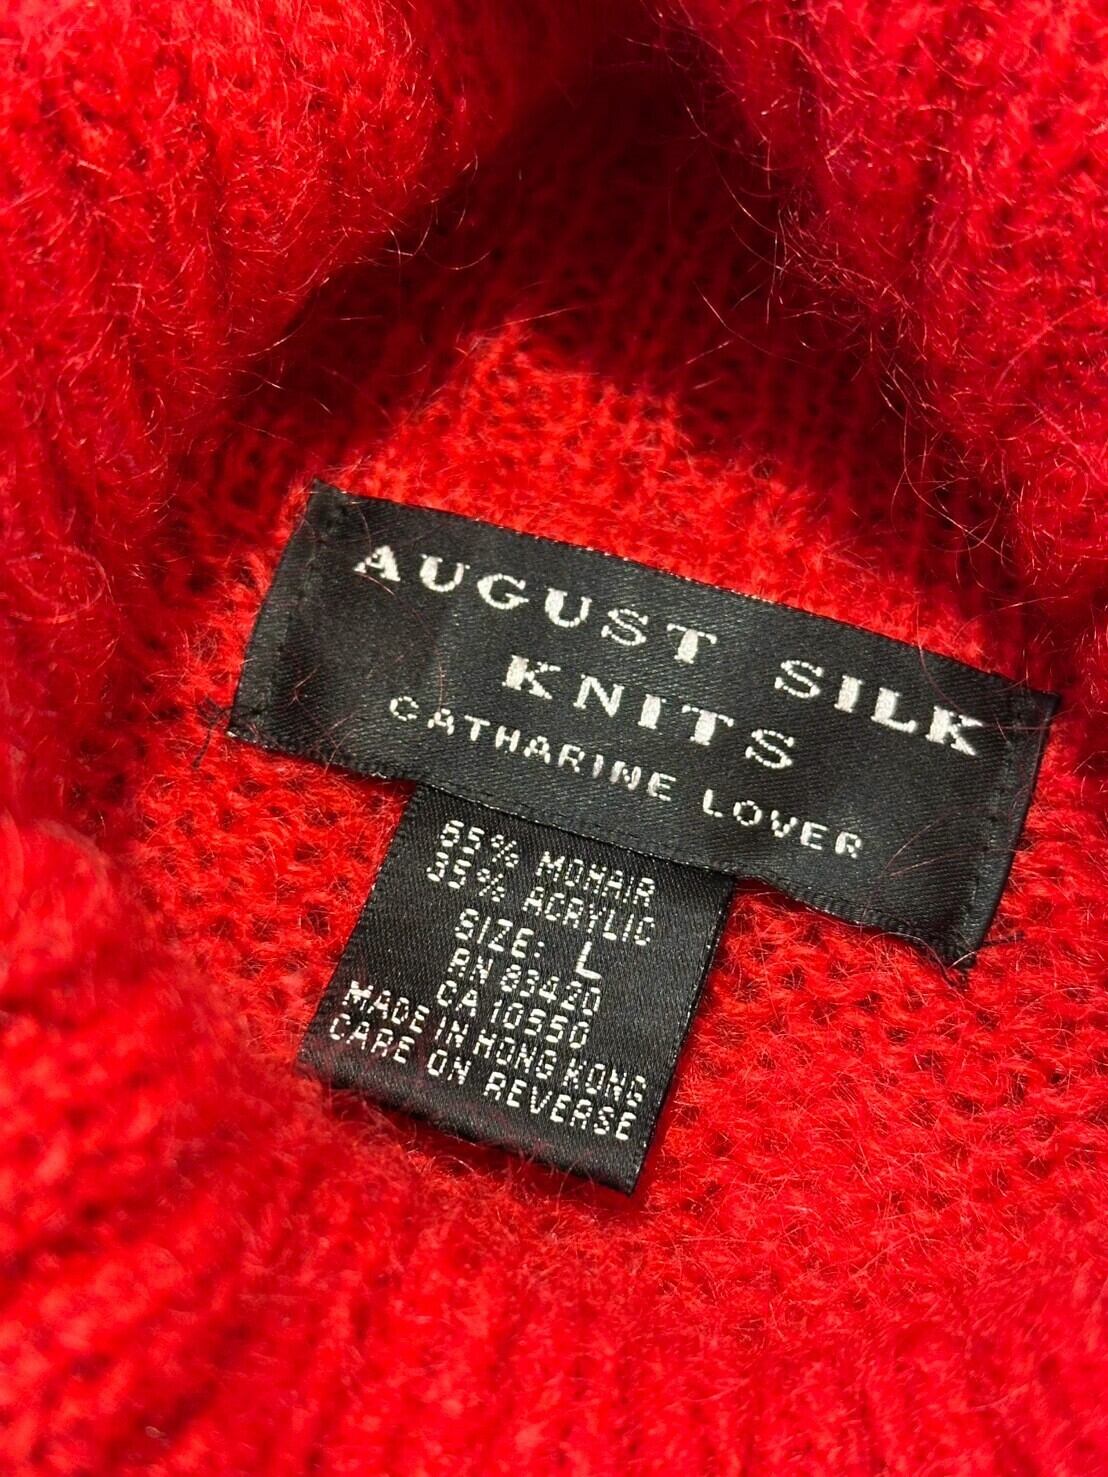 AUGUST SILK
KNITS
CATHARINE LOVER
65% MOHAIR
35% ACRYLIC
SIZE: L
RN 83420
CA 10550
MADE IN HONG KONG
CARE ON REVERSE